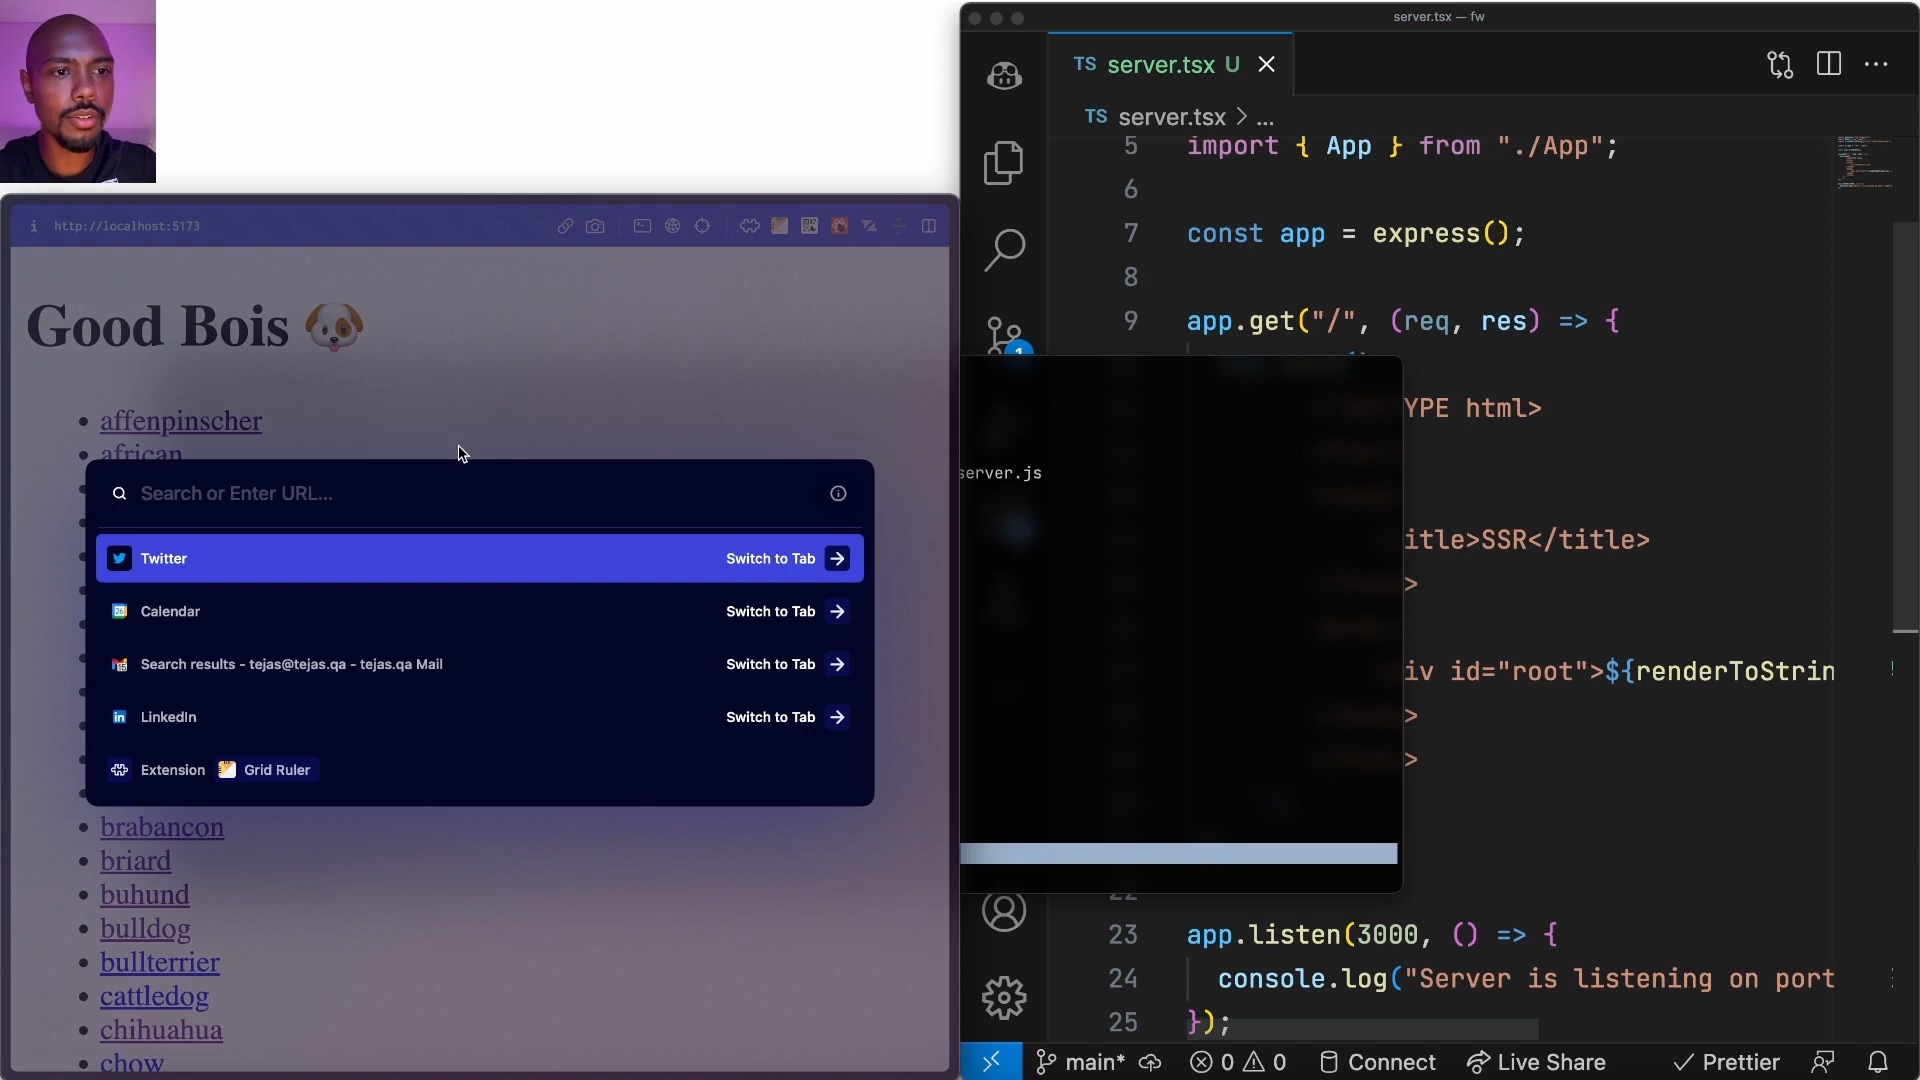 server.tsx — fw
TS server.tsx U
TS server.tsx > ...
http://localhost:5173
Good Bois 🐶
affenpinscher
african
Search or Enter URL...
Twitter Switch to Tab
Calendar Switch to Tab
Search results - tejas@tejas.qa - tejas.qa Mail Switch to Tab
LinkedIn Switch to Tab
Extension Grid Ruler
brabancon
briard
buhund
bulldog
bullterrier
cattledog
chihuahua
chow
5 import { App } from "./App";
6
7 const app = express();
8
9 app.get("/", (req, res) => {
YPE html>
server.js
itle>SSR</title>
>
iv id="root">${renderToStrin
>
>
22
23 app.listen(3000, () => {
24 console.log("Server is listening on port
25 });
main* 0 0 Connect Live Share Prettier